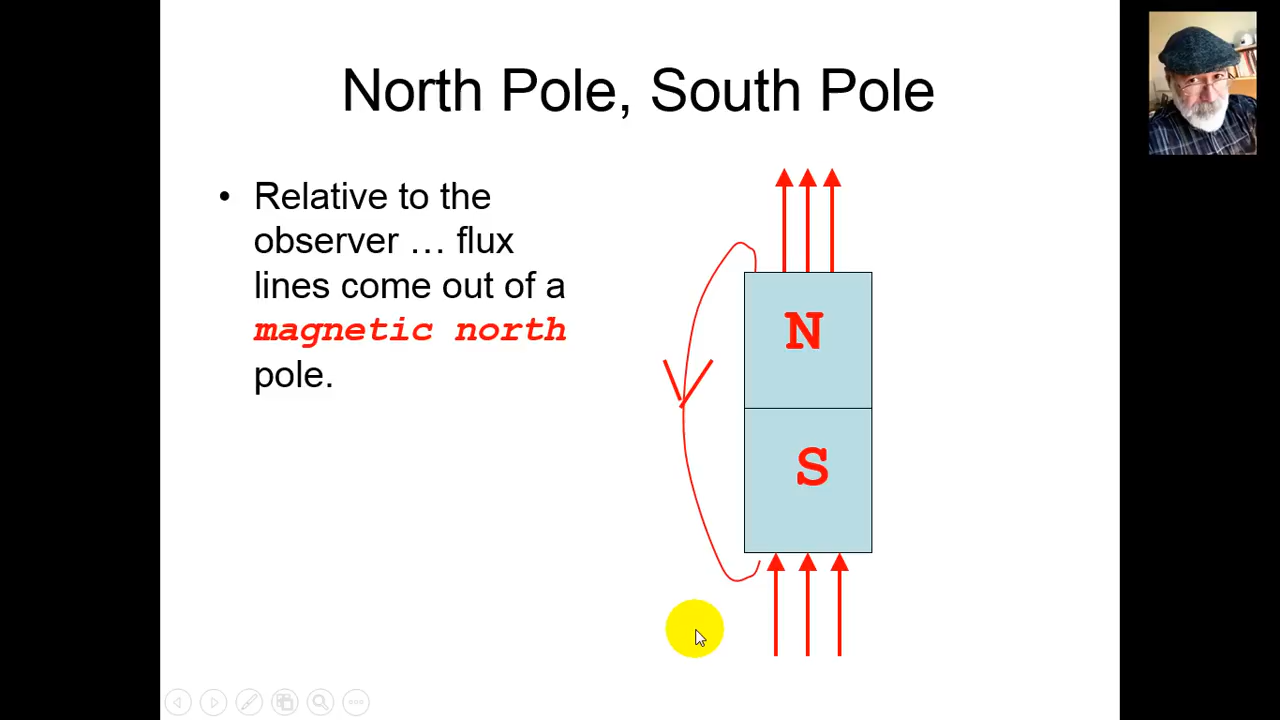 North Pole, South Pole
• Relative to the
observer … flux
lines come out of a
magnetic north
pole.
N
S